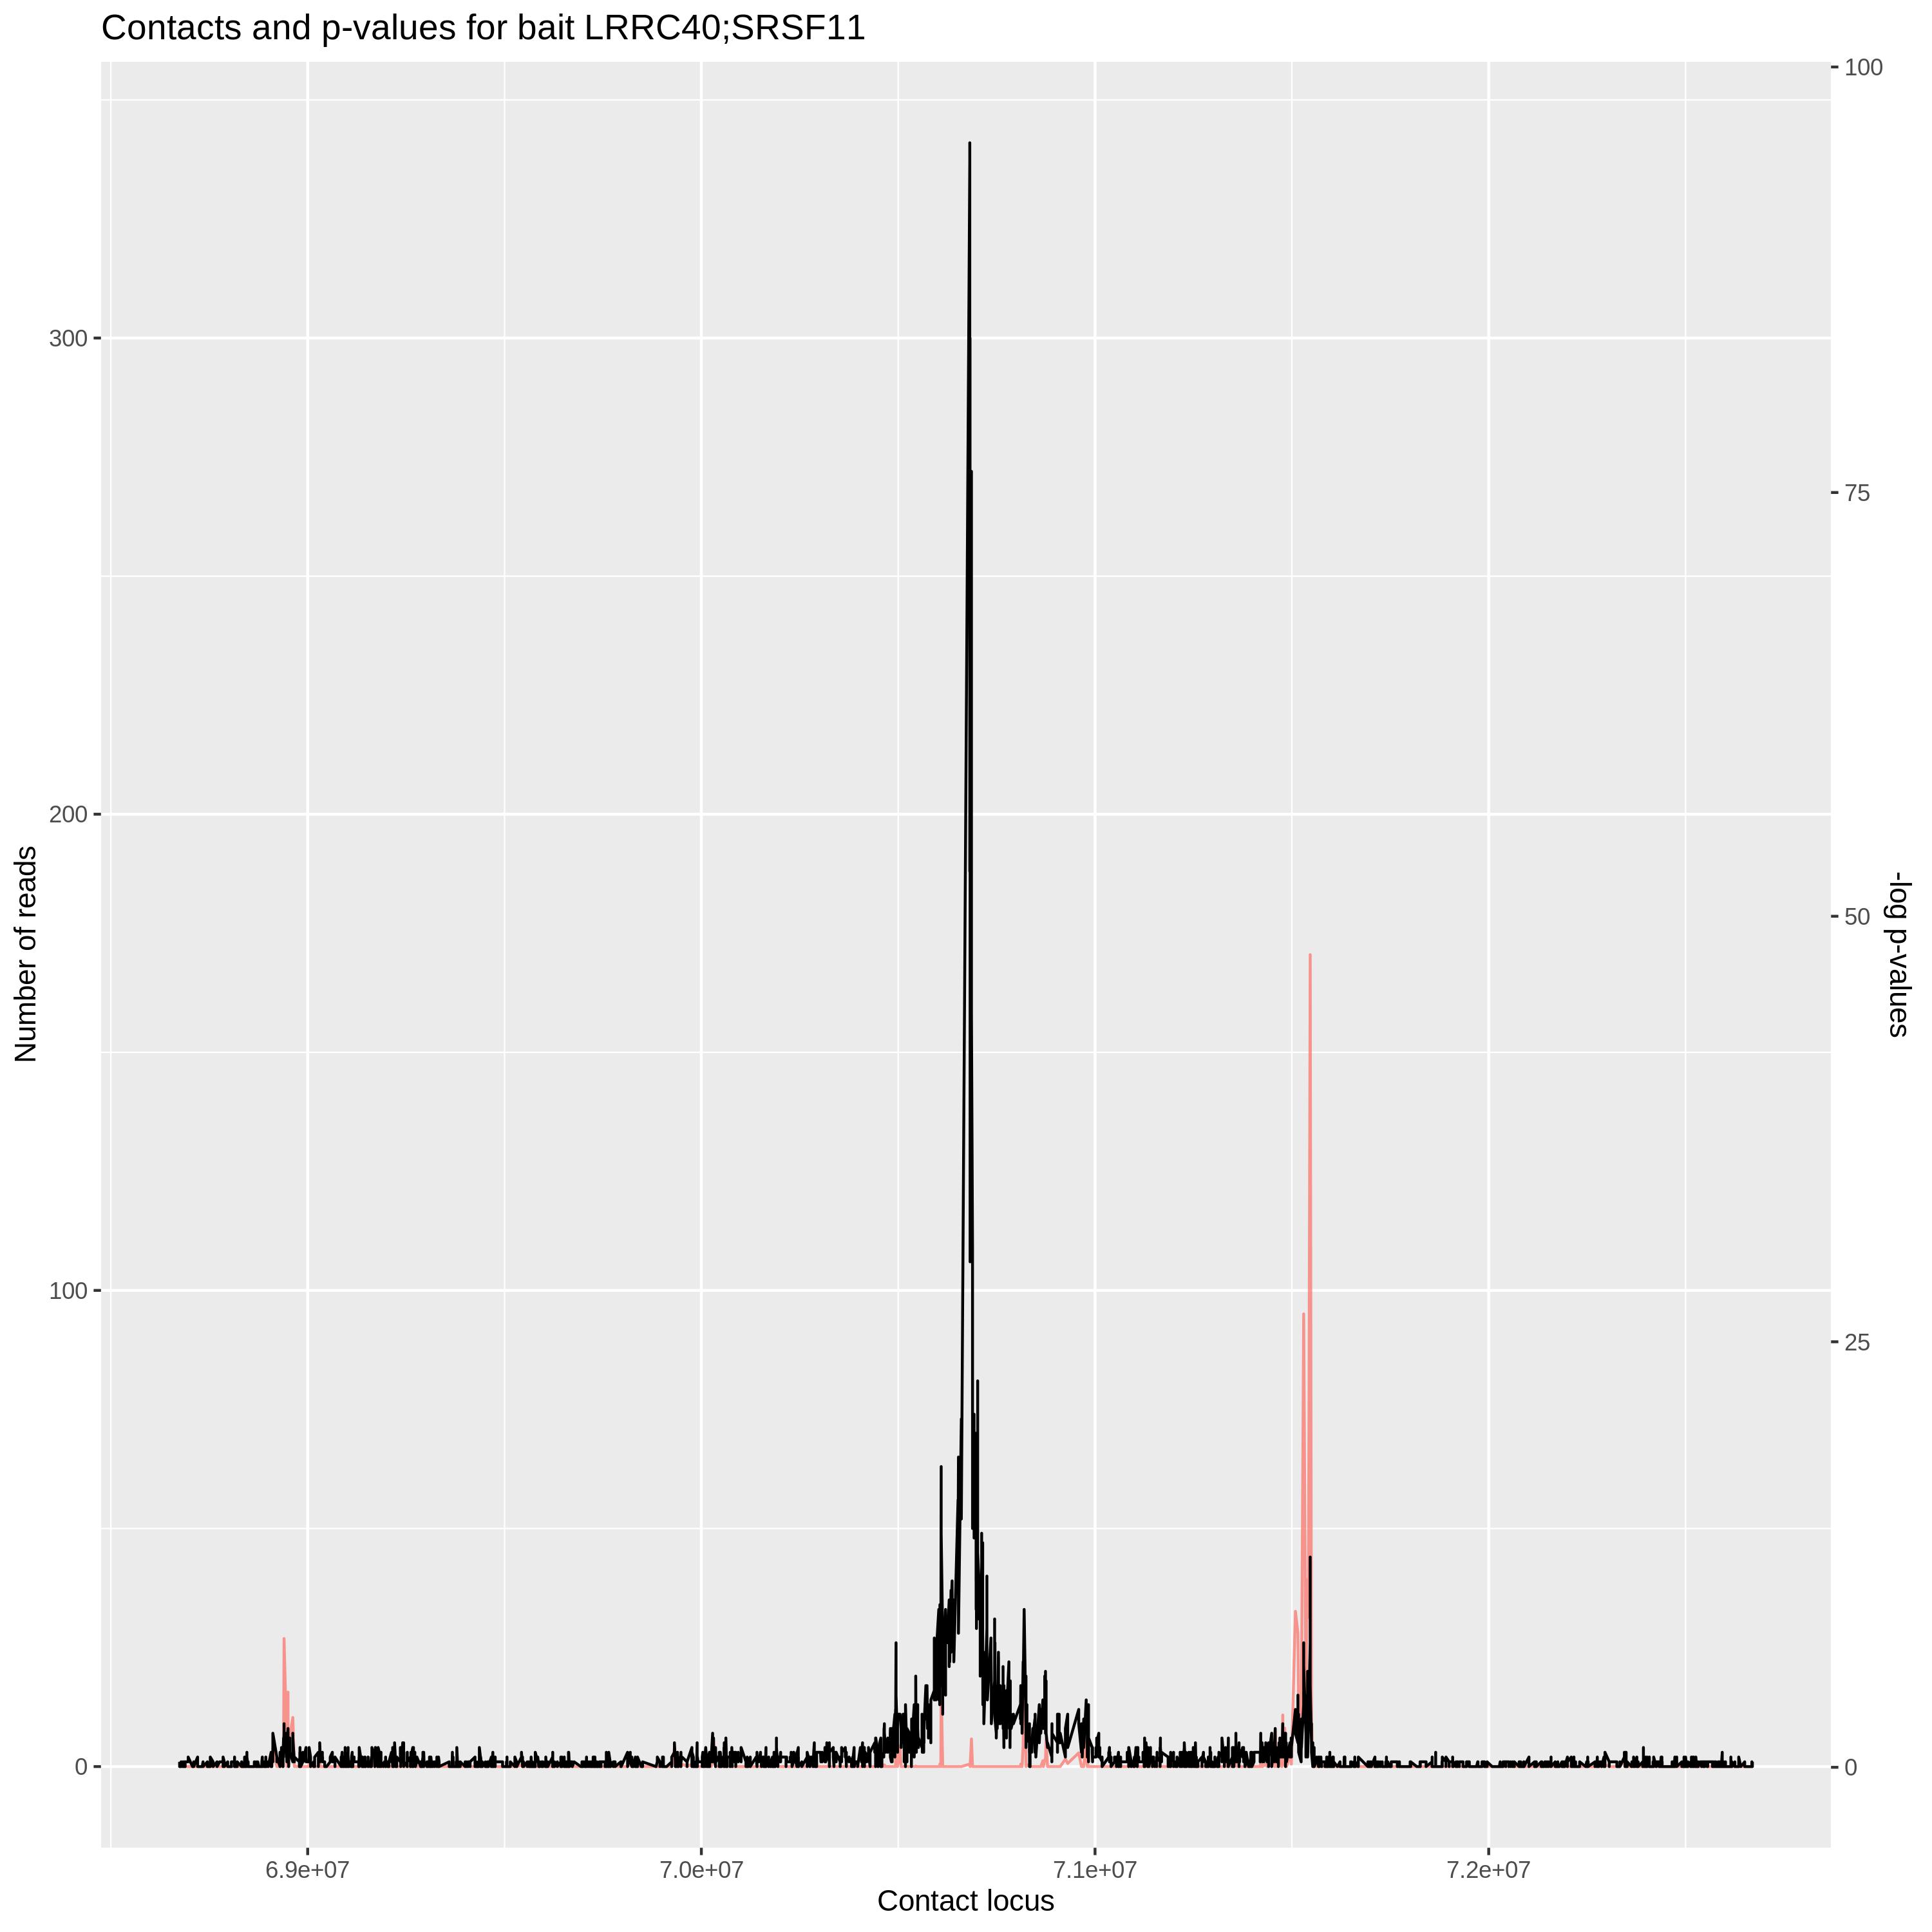 Contacts and p-values for bait LRRC40;SRSF11
Number of reads
300
200
100
0
100
75
50
25
0
-log p-values
6.9e+07
7.0e+07
7.1e+07
7.2e+07
Contact locus